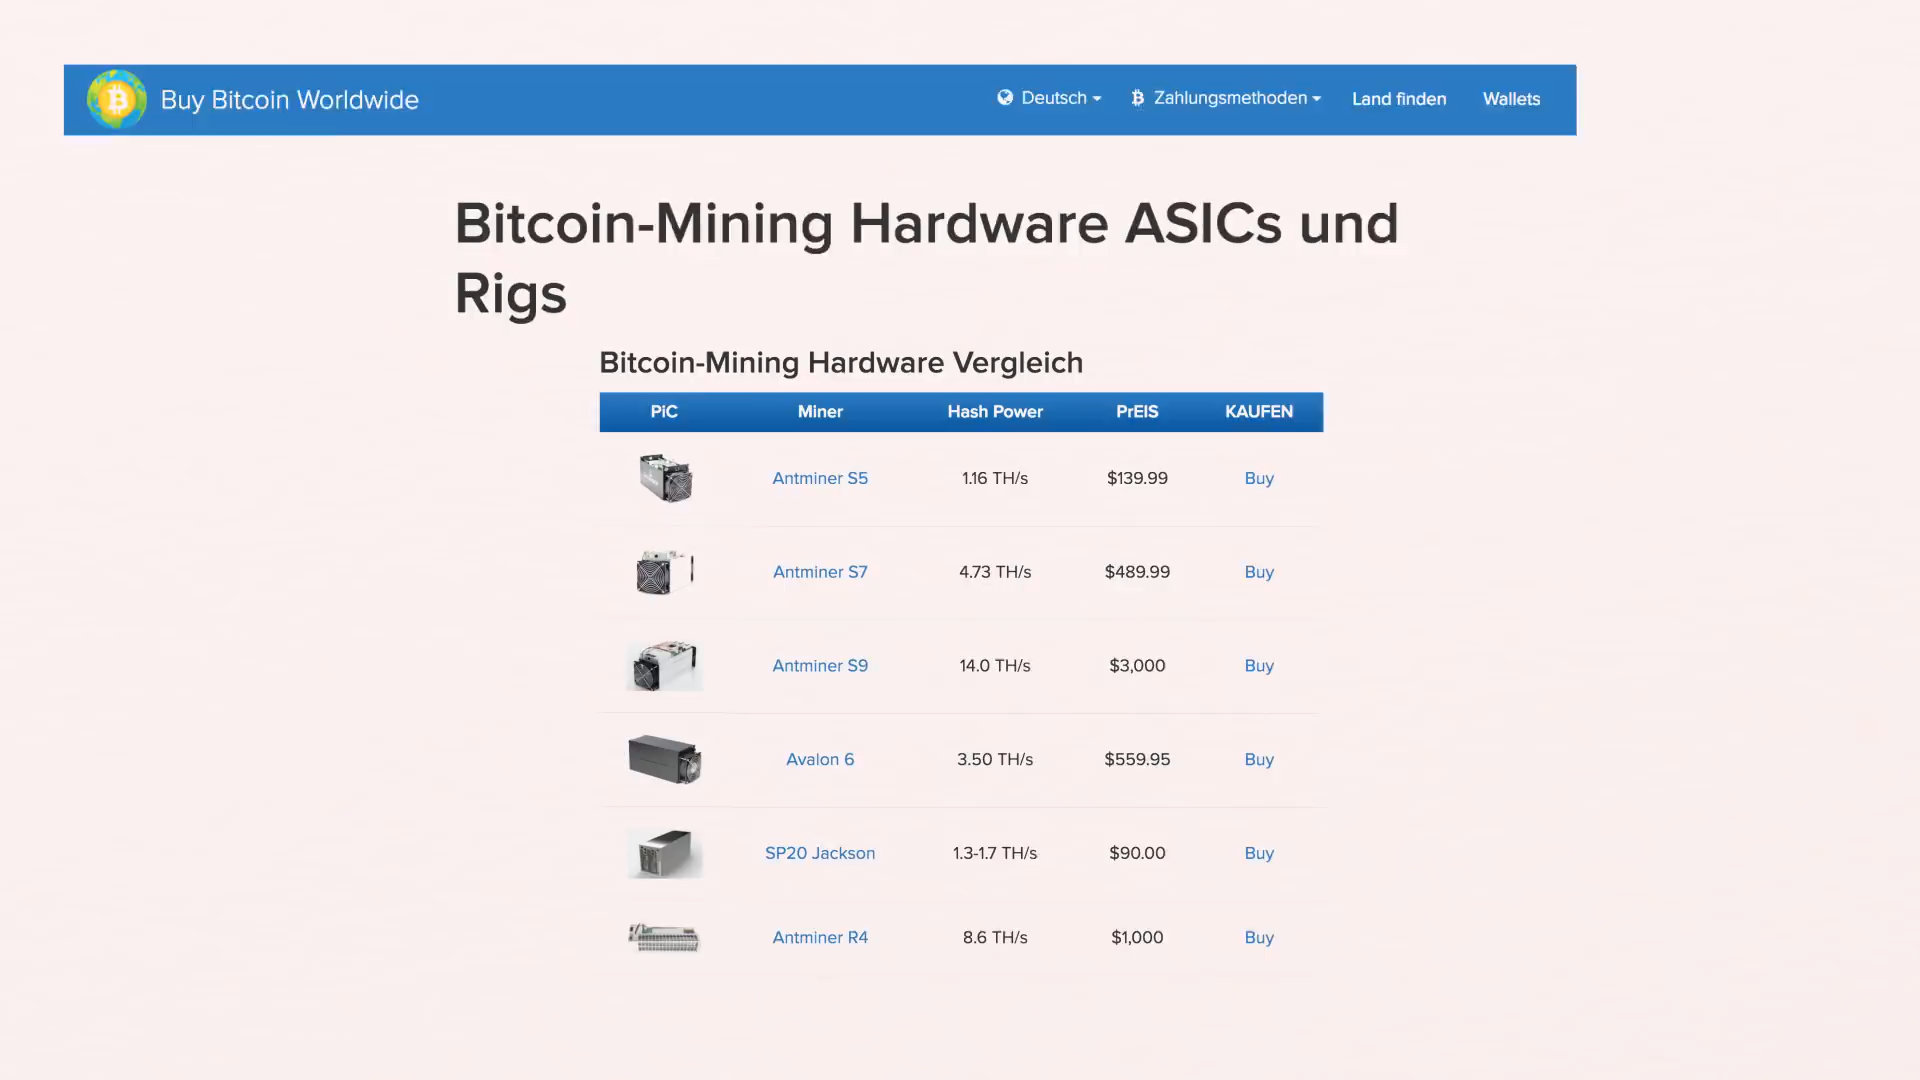 Buy Bitcoin Worldwide Deutsch Zahlungsmethoden Land finden Wallets
Bitcoin-Mining Hardware ASICs und
Rigs
Bitcoin-Mining Hardware Vergleich
PiC Miner Hash Power PrEIS KAUFEN
Antminer S5 1.16 TH/s $139.99 Buy
Antminer S7 4.73 TH/s $489.99 Buy
Antminer S9 14.0 TH/s $3,000 Buy
Avalon 6 3.50 TH/s $559.95 Buy
SP20 Jackson 1.3-1.7 TH/s $90.00 Buy
Antminer R4 8.6 TH/s $1,000 Buy